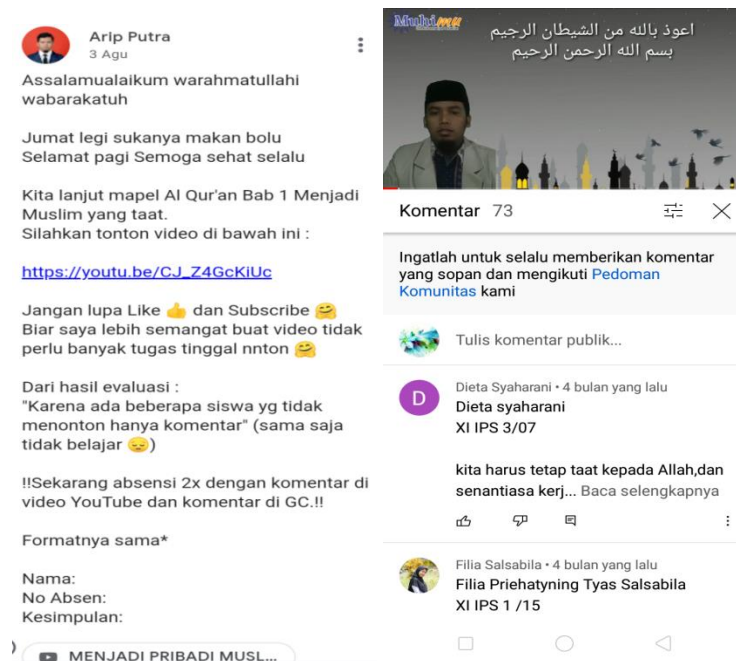 Arip Putra
3 Agu
Assalamualaikum warahmatullahi
wabarakatuh
Jumat legi sukanya makan bolu
Selamat pagi Semoga sehat selalu
Kita lanjut mapel Al Qur'an Bab 1 Menjadi
Muslim yang taat.
Silahkan tonton video di bawah ini :
https://youtu.be/CJ_Z4GcKiUc
Jangan lupa Like 👍 dan Subscribe 🤗
Biar saya lebih semangat buat video tidak
perlu banyak tugas tinggal nnton 🤗
Dari hasil evaluasi :
"Karena ada beberapa siswa yg tidak
menonton hanya komentar" (sama saja
tidak belajar 😔)
!!Sekarang absensi 2x dengan komentar di
video YouTube dan komentar di GC.!!
Formatnya sama*
Nama:
No Absen:
Kesimpulan:
MENJADI PRIBADI MUSL...
Muhimu
اعوذ بالله من الشيطان الرجيم
بسم الله الرحمن الرحيم
Komentar 73
Ingatlah untuk selalu memberikan komentar
yang sopan dan mengikuti Pedoman
Komunitas kami
Tulis komentar publik...
D
Dieta Syaharani • 4 bulan yang lalu
Dieta syaharani
XI IPS 3/07
kita harus tetap taat kepada Allah,dan
senantiasa kerj... Baca selengkapnya
Filia Salsabila • 4 bulan yang lalu
Filia Priehatyning Tyas Salsabila
XI IPS 1 /15